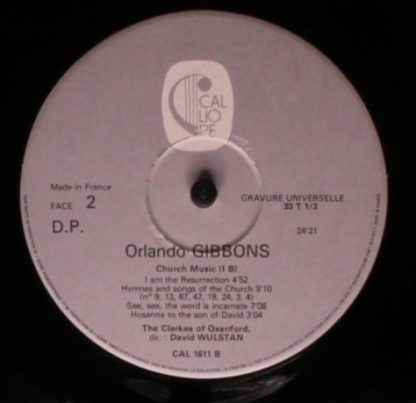 CAL
LIO
PE
Made in France
FACE 2
GRAVURE UNIVERSELLE
33 T 1/3
D.P.
24'21
Orlando GIBBONS
Church Music (I B)
I am the Resurrection 4'52
Hymnes and songs of the Church 9'10
(n° 9, 13, 67, 47, 18, 24, 3, 4)
See, see, the word is incarnate 7'08
Hosanna to the son of David 3'04
The Clerkes of Oxenford,
dir. : David WULSTAN
CAL 1611 B